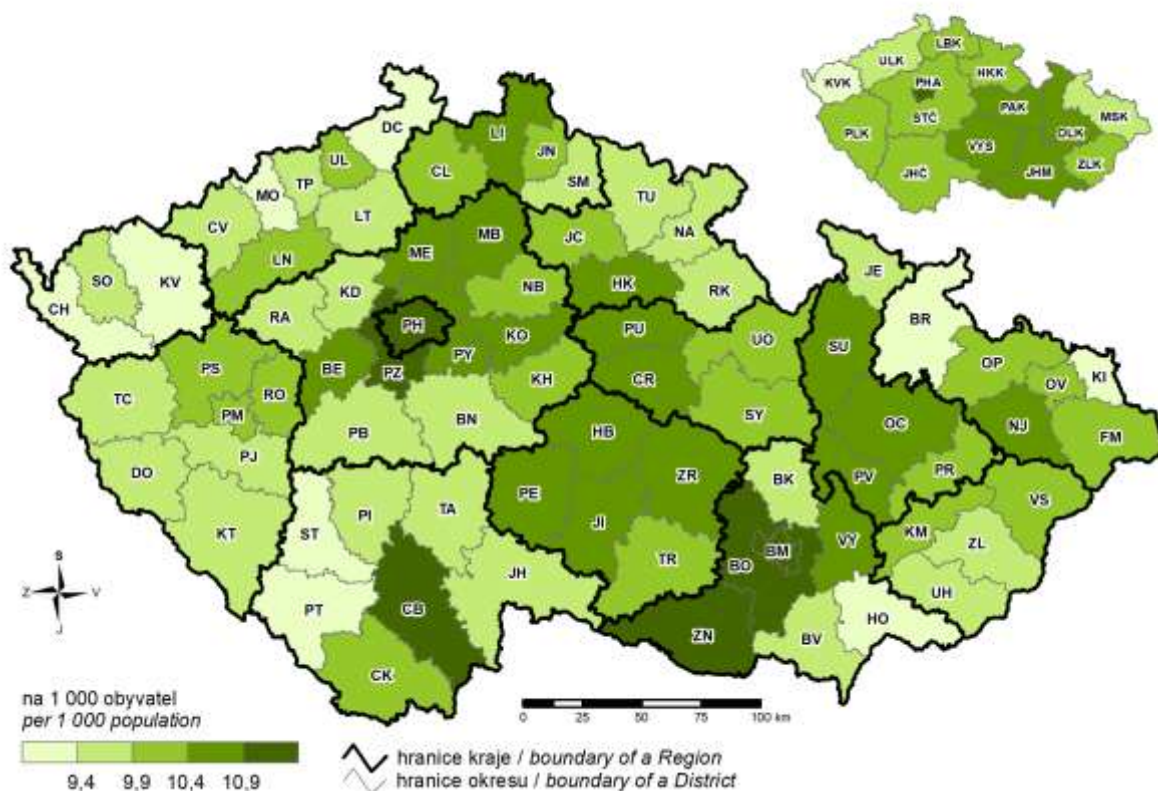 LBK
ULK
HKK
KVK
PHA
PAK
MSK
STČ
PLK
OLK
VYS
ZLK
JHČ
JHM
DC
LI
UL
JN
CL
TP
MO
SM
TU
LT
CV
MB
JC
NA
ME
LN
SO
KV
JE
KD
NB
HK
RK
CH
RA
BR
PH
KO
PU
UO
SU
PY
OP
KI
PS
BE
PZ
OV
RO
KH
CR
TC
SY
PM
BN
OC
NJ
FM
PB
HB
PJ
DO
PR
ZR
BK
PV
PE
VS
TA
PI
JI
ST
KM
ZL
KT
BM
VY
TR
BO
JH
UH
PT
CB
HO
ZN
BV
CK
S
Z V
J
na 1 000 obyvatel
per 1 000 population
9,4 9,9 10,4 10,9
0 25 50 75 100 km
hranice kraje / boundary of a Region
hranice okresu / boundary of a District